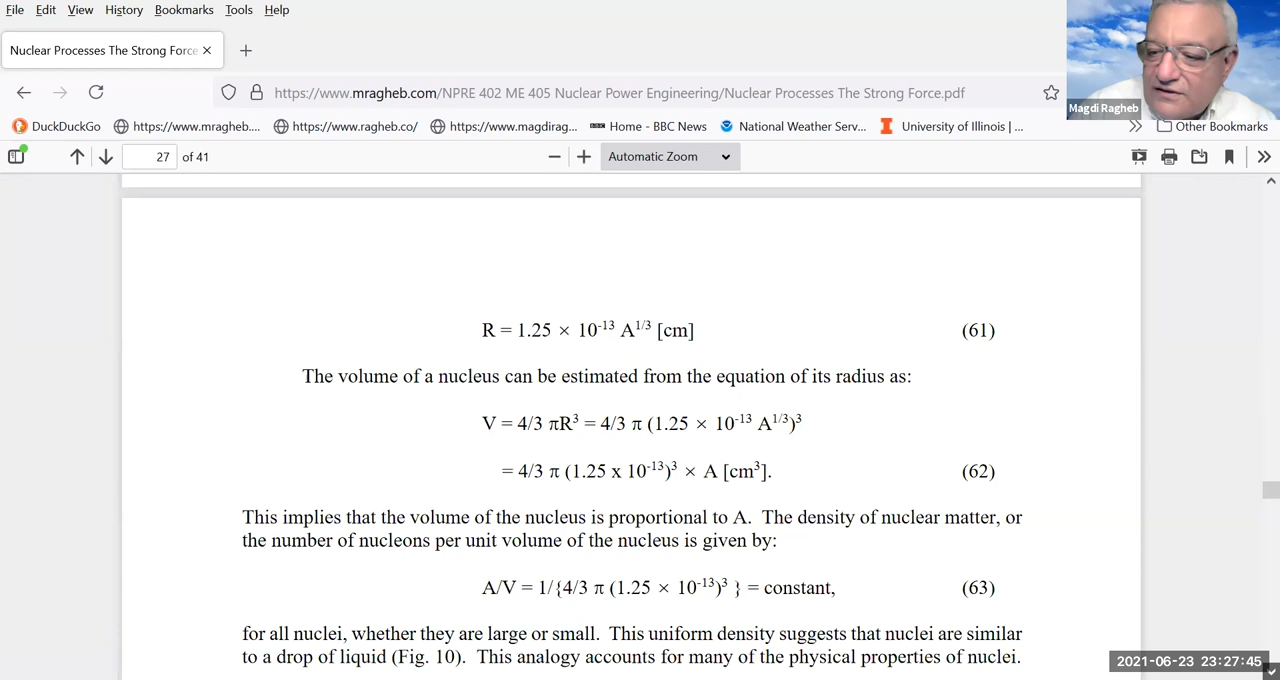 File Edit View History Bookmarks Tools Help
Nuclear Processes The Strong Force
https://www.mragheb.com/NPRE 402 ME 405 Nuclear Power Engineering/Nuclear Processes The Strong Force.pdf
Magdi Ragheb
DuckDuckGo https://www.mragheb.... https://www.ragheb.co/ https://www.magdirag... BBC Home - BBC News National Weather Serv... University of Illinois | ... Other Bookmarks
27 of 41 Automatic Zoom
R = 1.25 × 10⁻¹³ A¹ᐟ³ [cm] (61)
The volume of a nucleus can be estimated from the equation of its radius as:
V = 4/3 πR³ = 4/3 π (1.25 × 10⁻¹³ A¹ᐟ³)³
= 4/3 π (1.25 x 10⁻¹³)³ × A [cm³]. (62)
This implies that the volume of the nucleus is proportional to A. The density of nuclear matter, or
the number of nucleons per unit volume of the nucleus is given by:
A/V = 1/{4/3 π (1.25 × 10⁻¹³)³ } = constant, (63)
for all nuclei, whether they are large or small. This uniform density suggests that nuclei are similar
to a drop of liquid (Fig. 10). This analogy accounts for many of the physical properties of nuclei.
2021-06-23 23:27:45